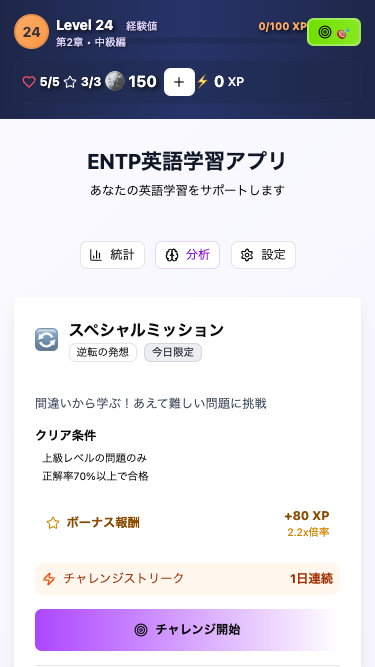 24 Level 24 経験値 0/100 XP
第2章・中級編
5/5 3/3 150 + 0 XP
ENTP英語学習アプリ
あなたの英語学習をサポートします
統計 分析 設定
スペシャルミッション
逆転の発想 今日限定
間違いから学ぶ！あえて難しい問題に挑戦
クリア条件
上級レベルの問題のみ
正解率70%以上で合格
ボーナス報酬 +80 XP
2.2x倍率
チャレンジストリーク 1日連続
チャレンジ開始